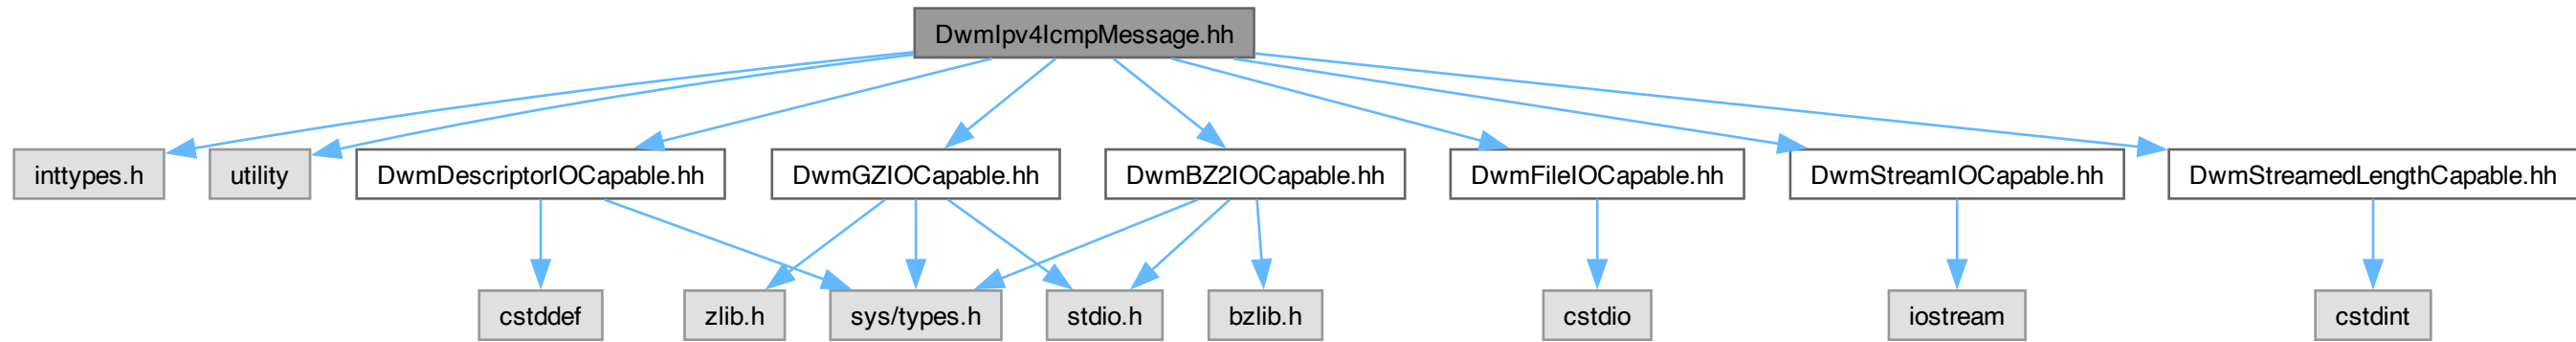 DwmIpv4IcmpMessage.hh
inttypes.h
utility
DwmDescriptorIOCapable.hh
DwmGZIOCapable.hh
DwmBZ2IOCapable.hh
DwmFileIOCapable.hh
DwmStreamIOCapable.hh
DwmStreamedLengthCapable.hh
cstddef
zlib.h
sys/types.h
stdio.h
bzlib.h
cstdio
iostream
cstdint